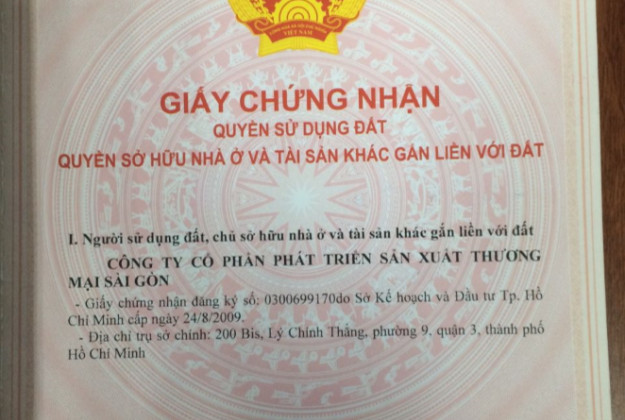 VIỆT NAM
GIẤY CHỨNG NHẬN
QUYỀN SỬ DỤNG ĐẤT
QUYỀN SỞ HỮU NHÀ Ở VÀ TÀI SẢN KHÁC GẮN LIỀN VỚI ĐẤT
I. Người sử dụng đất, chủ sở hữu nhà ở và tài sản khác gắn liền với đất
CÔNG TY CỔ PHẦN PHÁT TRIỂN SẢN XUẤT THƯƠNG
MẠI SÀI GÒN
- Giấy chứng nhận đăng ký số: 0300699170do Sở Kế hoạch và Đầu tư Tp. Hồ
Chí Minh cấp ngày 24/8/2009.
- Địa chỉ trụ sở chính: 200 Bis, Lý Chính Thắng, phường 9, quận 3, thành phố
Hồ Chí Minh